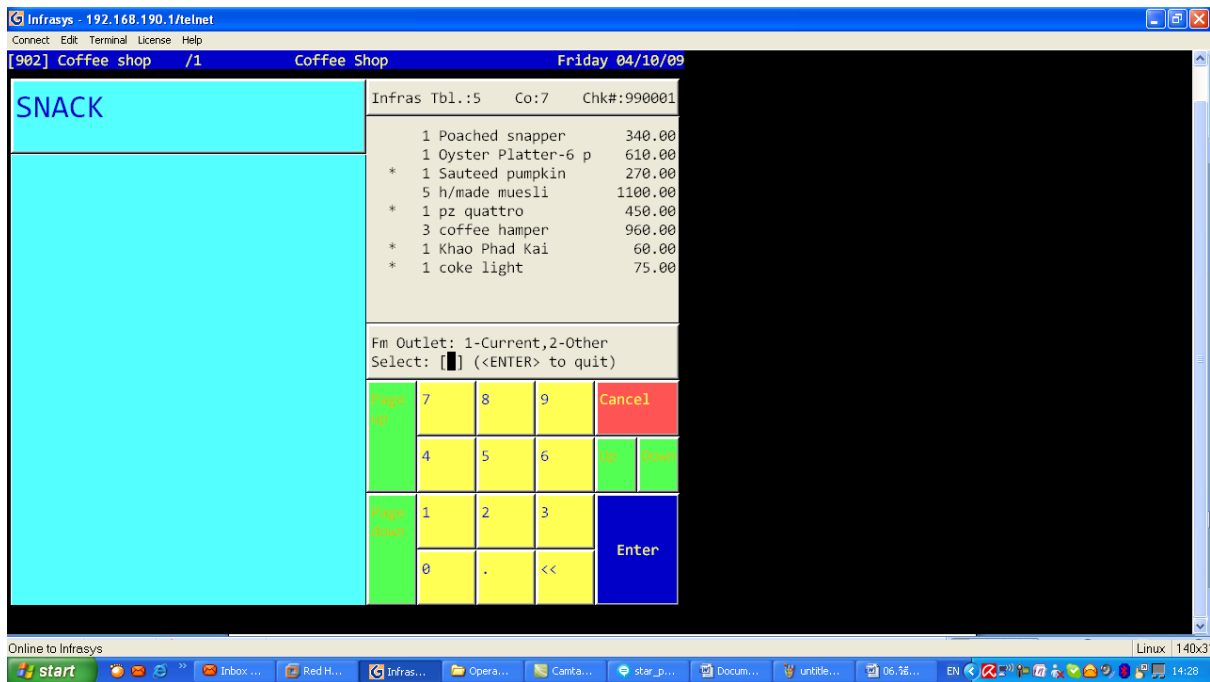 Infrasys - 192.168.190.1/telnet
Connect Edit Terminal License Help
[902] Coffee shop /1 Coffee Shop Friday 04/10/09
SNACK
Infras Tbl.:5 Co:7 Chk#:990001
1 Poached snapper 340.00
1 Oyster Platter-6 p 610.00
* 1 Sauteed pumpkin 270.00
5 h/made muesli 1100.00
* 1 pz quattro 450.00
3 coffee hamper 960.00
* 1 Khao Phad Kai 60.00
* 1 coke light 75.00
Fm Outlet: 1-Current,2-Other
Select: [ ] (<ENTER> to quit)
Page up 7 8 9 Cancel
4 5 6 Up Down
Page down 1 2 3 Enter
0 . <<
Online to Infrasys Linux 140x3
start Inbox ... Red H... Infras... Opera... Camta... star_p... Docum... untitle... EN 14:28